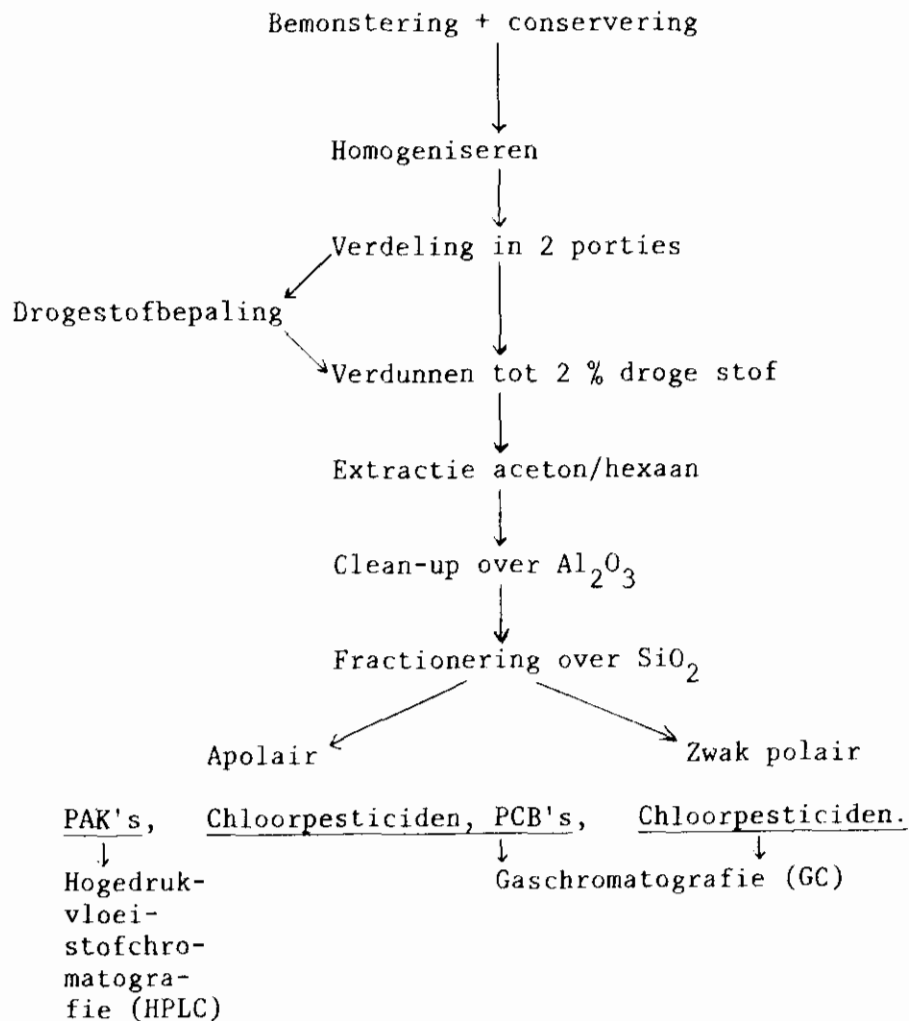 Bemonstering + conservering
Homogeniseren
Verdeling in 2 porties
Drogestofbepaling
Verdunnen tot 2 % droge stof
Extractie aceton/hexaan
Clean-up over Al₂O₃
Fractionering over SiO₂
Apolair Zwak polair
PAK's, Chloorpesticiden, PCB's, Chloorpesticiden.
Hogedruk-
vloei-
stofchro-
matogra-
fie (HPLC)
Gaschromatografie (GC)